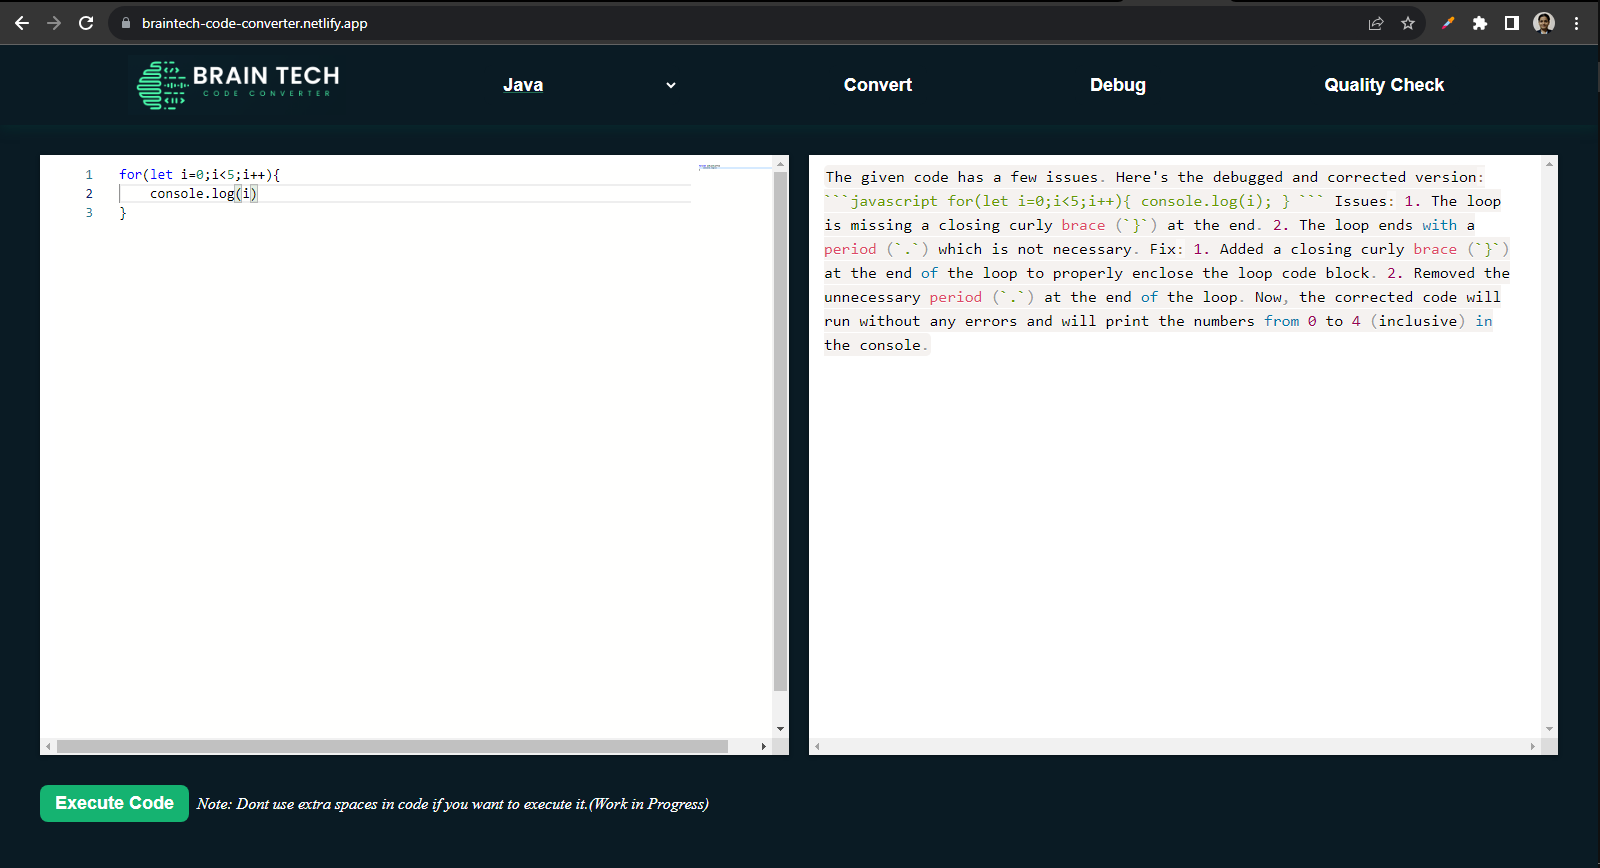 braintech-code-converter.netlify.app
BRAIN TECH
CODE CONVERTER
Java
Convert
Debug
Quality Check
1 for(let i=0;i<5;i++){
2 console.log(i)
3 }
The given code has a few issues. Here's the debugged and corrected version:
```javascript for(let i=0;i<5;i++){ console.log(i); } ``` Issues: 1. The loop
is missing a closing curly brace (`}`) at the end. 2. The loop ends with a
period (`.`) which is not necessary. Fix: 1. Added a closing curly brace (`}`)
at the end of the loop to properly enclose the loop code block. 2. Removed the
unnecessary period (`.`) at the end of the loop. Now, the corrected code will
run without any errors and will print the numbers from 0 to 4 (inclusive) in
the console.
Execute Code
Note: Dont use extra spaces in code if you want to execute it.(Work in Progress)